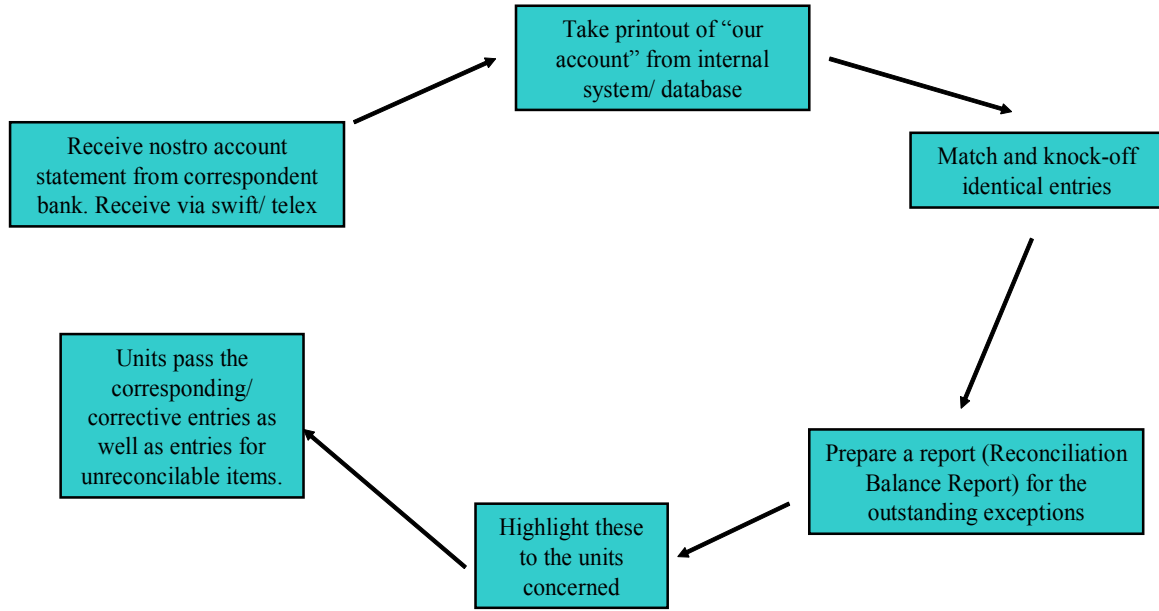 Receive nostro account
statement from correspondent
bank. Receive via swift/ telex
Take printout of “our
account” from internal
system/ database
Match and knock-off
identical entries
Prepare a report (Reconciliation
Balance Report) for the
outstanding exceptions
Highlight these
to the units
concerned
Units pass the
corresponding/
corrective entries as
well as entries for
unreconcilable items.